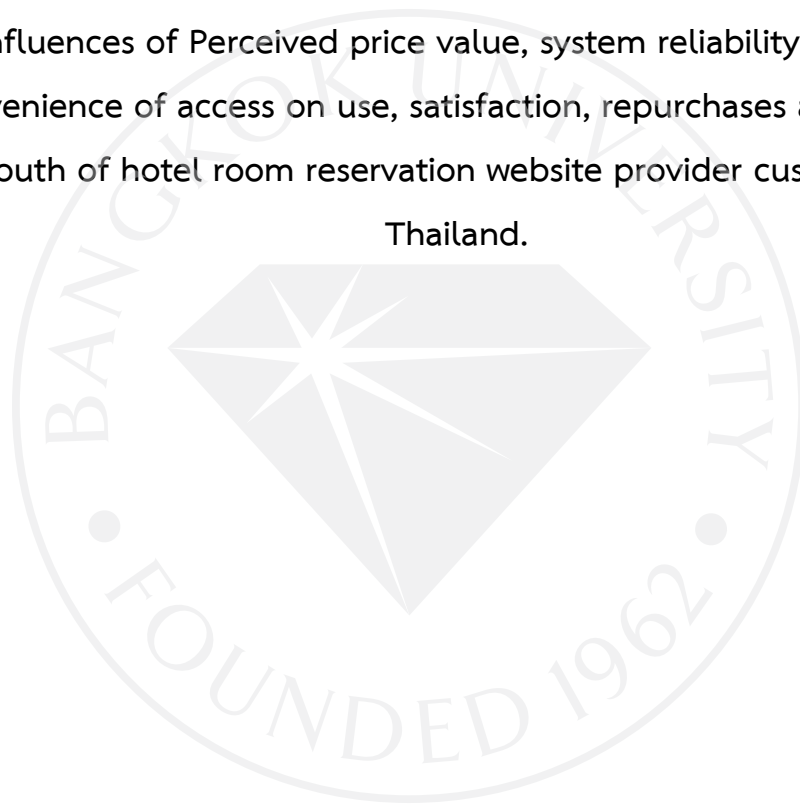 nfluences of Perceived price value, system reliability
venience of access on use, satisfaction, repurchases
outh of hotel room reservation website provider cus
Thailand.
BANGKOK UNIVERSITY
FOUNDED 1962